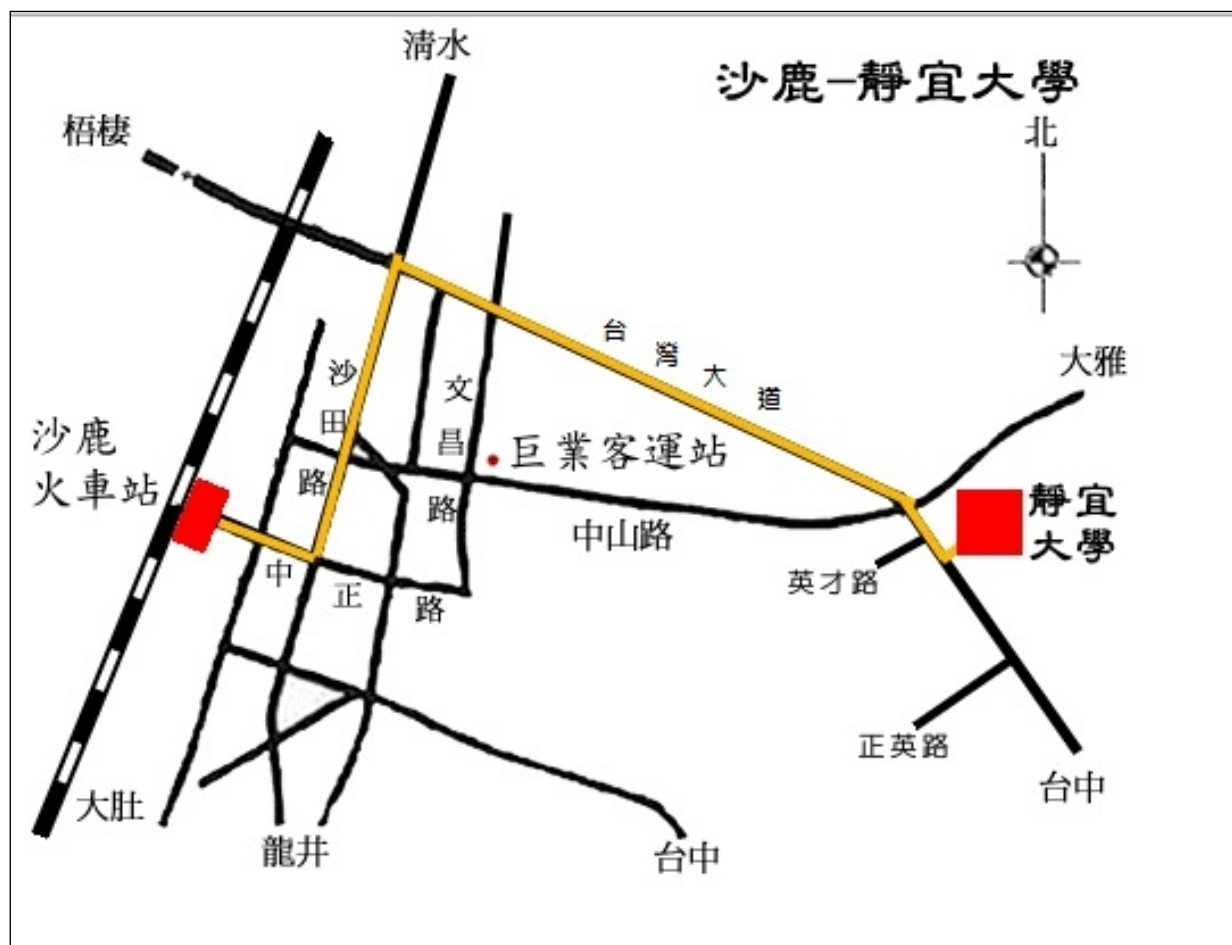 清水
沙鹿-靜宜大學
北
梧棲
台灣大道
大雅
沙田路
文昌路
沙鹿
火車站
巨業客運站
靜宜
大學
中山路
英才路
中正路
正英路
大肚
台中
龍井
台中